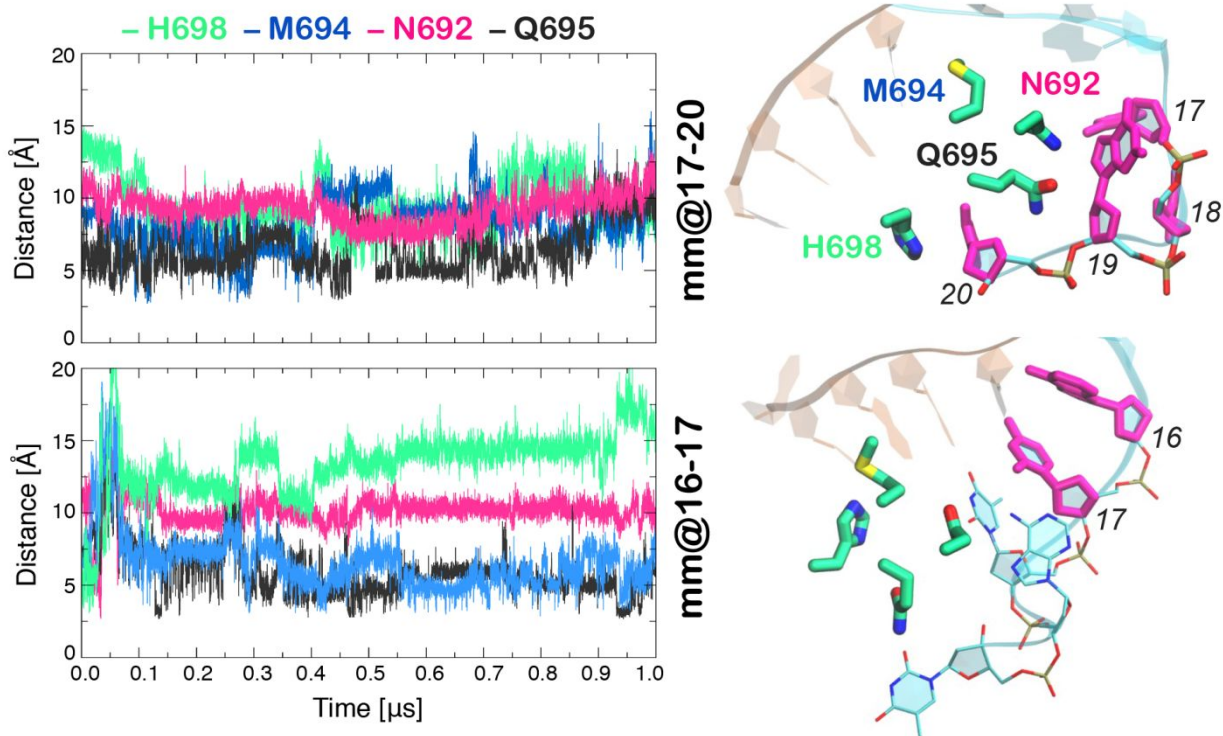 – H698 – M694 – N692 – Q695
Distance [Å]
20
15
10
5
0
mm@17-20
M694
N692
Q695
H698
17
18
19
20
Distance [Å]
20
15
10
5
0
0.0 0.1 0.2 0.3 0.4 0.5 0.6 0.7 0.8 0.9 1.0
Time [µs]
mm@16-17
16
17